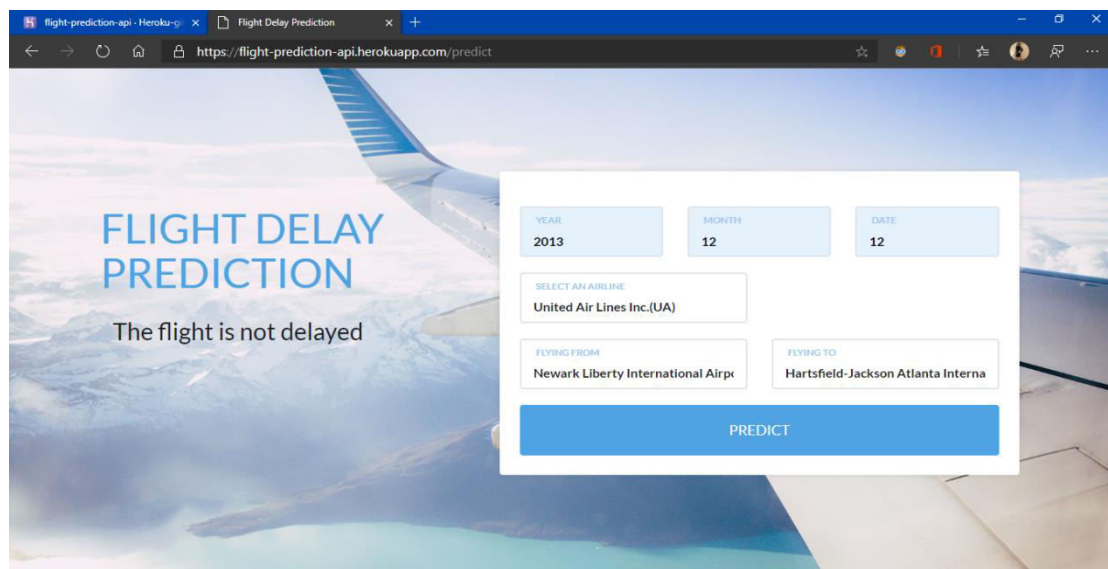 flight-prediction-api - Heroku-gi
Flight Delay Prediction
https://flight-prediction-api.herokuapp.com/predict
FLIGHT DELAY
PREDICTION
The flight is not delayed
YEAR MONTH DATE
2013 12 12
SELECT AN AIRLINE
United Air Lines Inc.(UA)
FLYING FROM FLYING TO
Newark Liberty International Airpo Hartsfield-Jackson Atlanta Interna
PREDICT